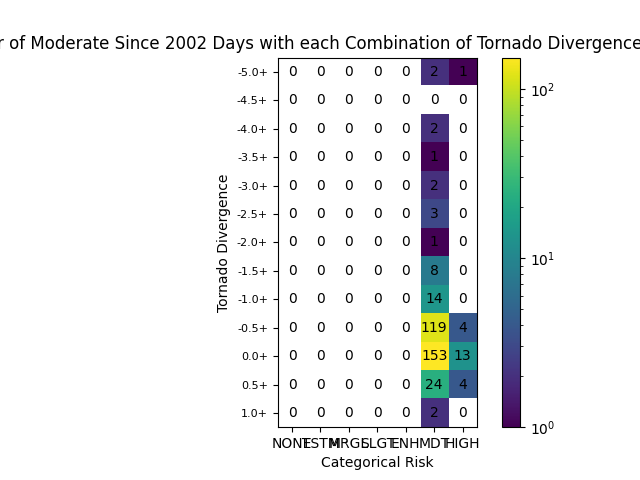 r of Moderate Since 2002 Days with each Combination of Tornado Divergence
-5.0+ 0 0 0 0 0 2 1
-4.5+ 0 0 0 0 0 0 0
-4.0+ 0 0 0 0 0 2 0
-3.5+ 0 0 0 0 0 1 0
-3.0+ 0 0 0 0 0 2 0
-2.5+ 0 0 0 0 0 3 0
-2.0+ 0 0 0 0 0 1 0
-1.5+ 0 0 0 0 0 8 0
-1.0+ 0 0 0 0 0 14 0
-0.5+ 0 0 0 0 0 119 4
0.0+ 0 0 0 0 0 153 13
0.5+ 0 0 0 0 0 24 4
1.0+ 0 0 0 0 0 2 0
NONE TSTM MRGL SLGT ENH MDT HIGH
Categorical Risk
Tornado Divergence
10²
10¹
10⁰